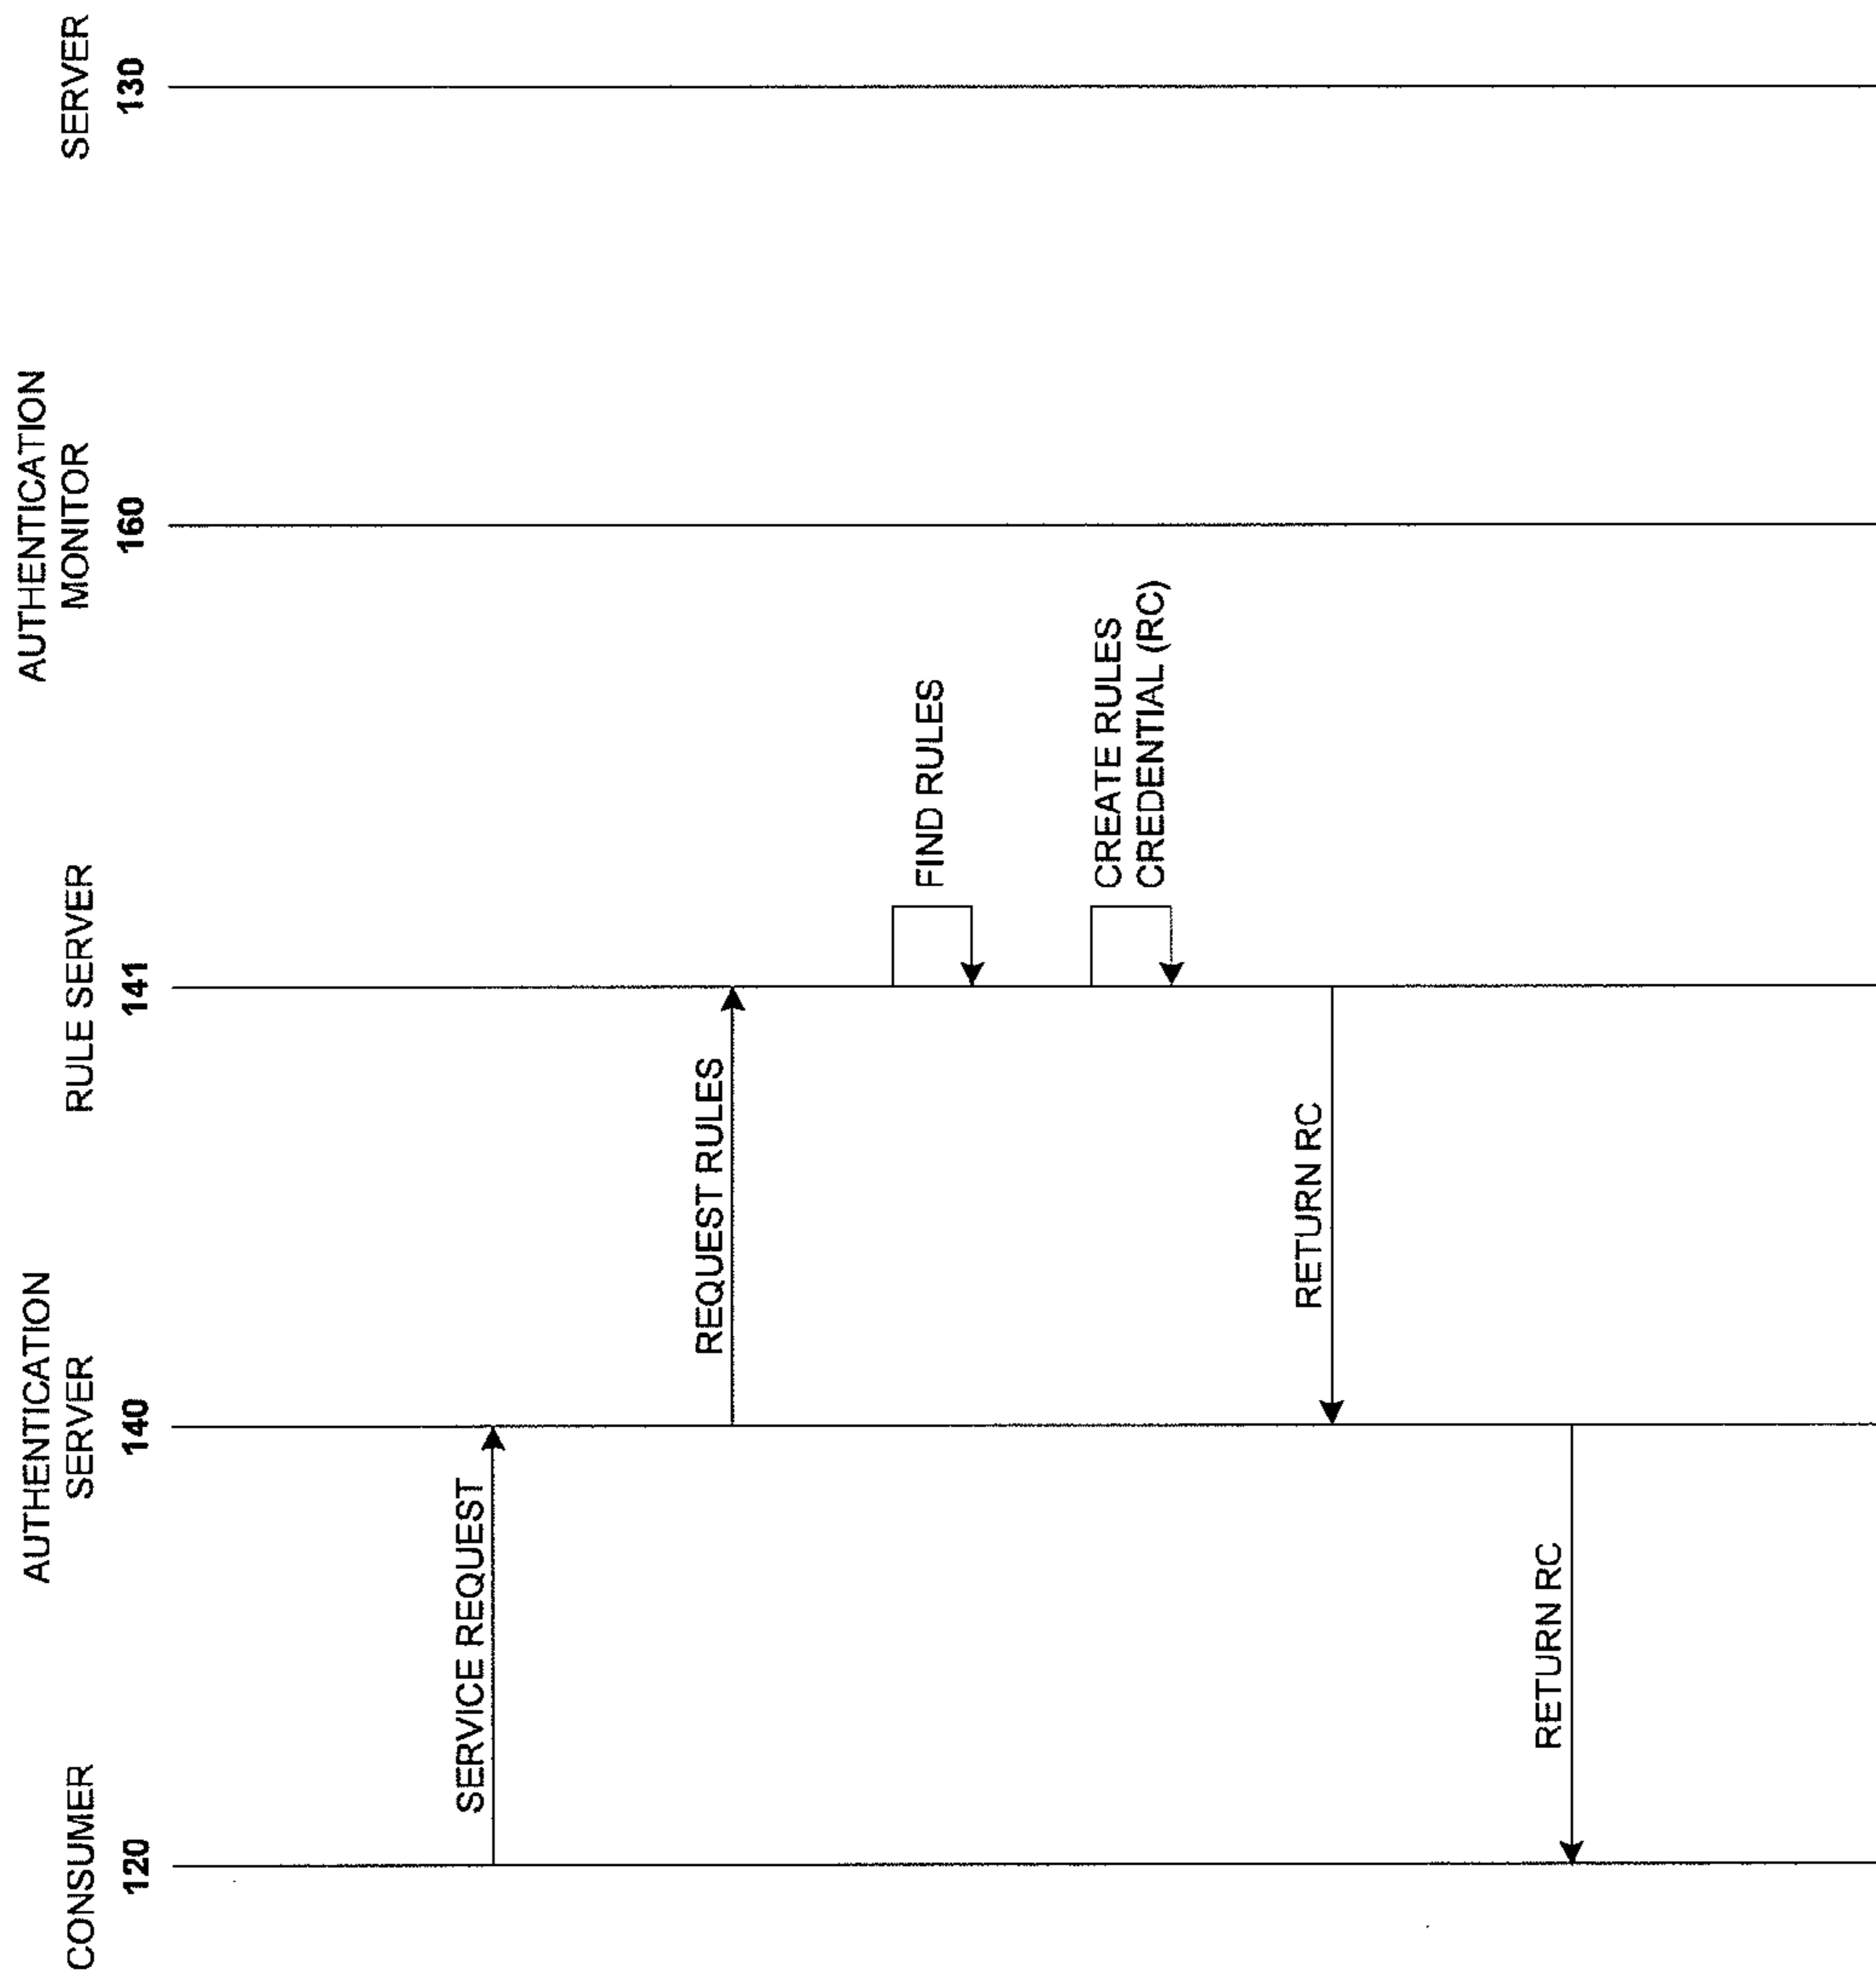 CONSUMER
120
AUTHENTICATION
SERVER
140
RULE SERVER
141
AUTHENTICATION
MONITOR
160
SERVER
130
SERVICE REQUEST
REQUEST RULES
FIND RULES
CREATE RULES
CREDENTIAL (RC)
RETURN RC
RETURN RC